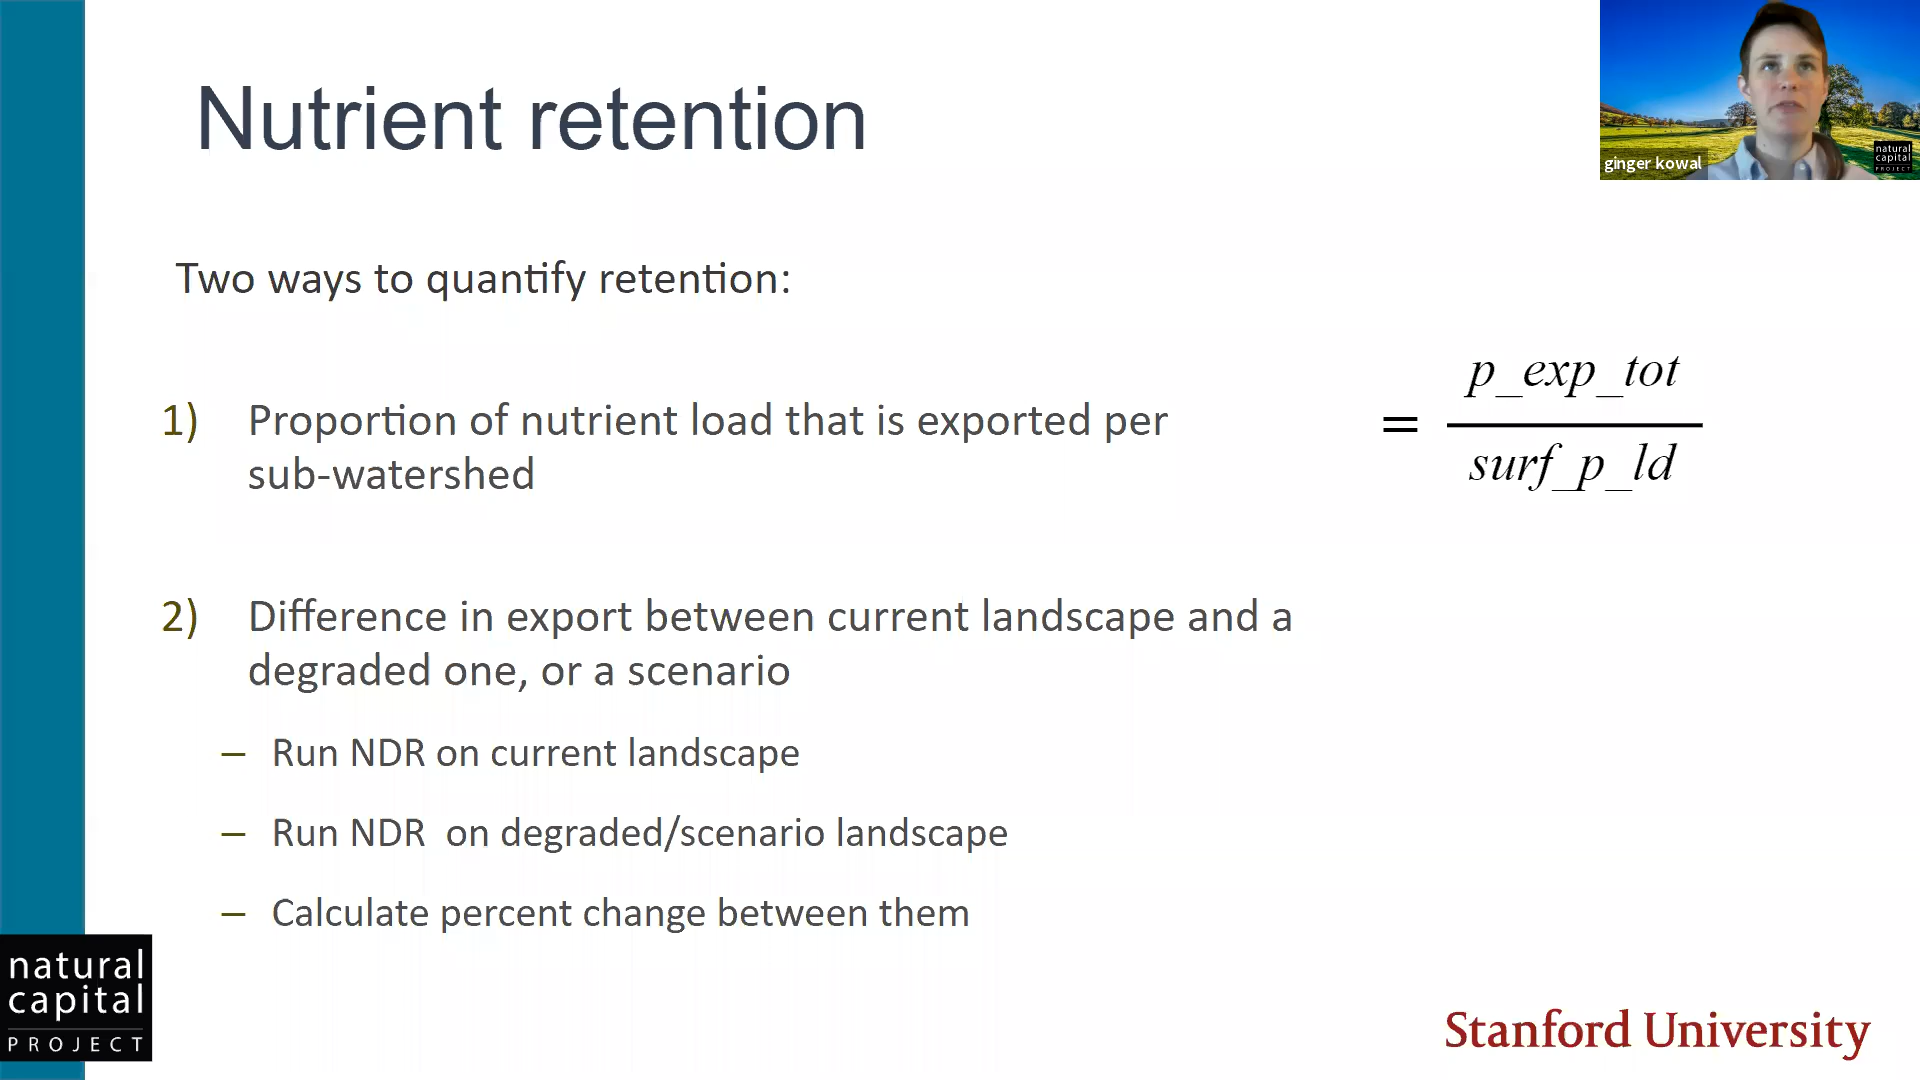 Nutrient retention
ginger kowal
natural
capital
PROJECT
Two ways to quantify retention:
1) Proportion of nutrient load that is exported per
sub-watershed
= p_exp_tot
surf_p_ld
2) Difference in export between current landscape and a
degraded one, or a scenario
– Run NDR on current landscape
– Run NDR  on degraded/scenario landscape
– Calculate percent change between them
natural
capital
PROJECT
Stanford University